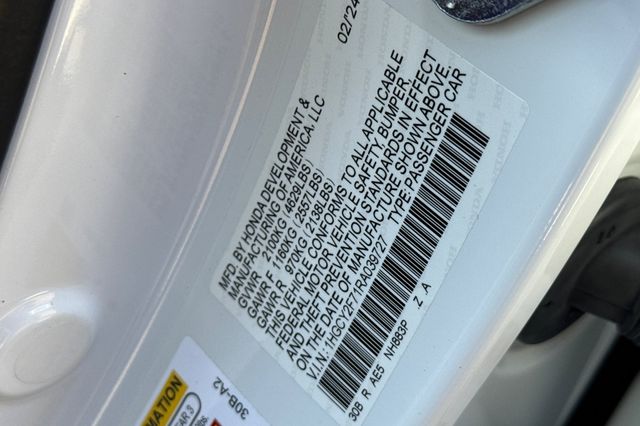 MFD. BY HONDA DEVELOPMENT & 02/24
MANUFACTURING OF AMERICA, LLC
GVWR 2100KG (4629LBS)
GAWR F 1160KG (2557LBS)
GAWR R 970KG (2138LBS)
THIS VEHICLE CONFORMS TO ALL APPLICABLE
FEDERAL MOTOR VEHICLE SAFETY, BUMPER,
AND THEFT PREVENTION STANDARDS IN EFFECT
ON THE DATE OF MANUFACTURE SHOWN ABOVE.
V.I.N.: TYPE: PASSENGER CAR
30B R AE5 NH883P Z A
MATION
30B-A2